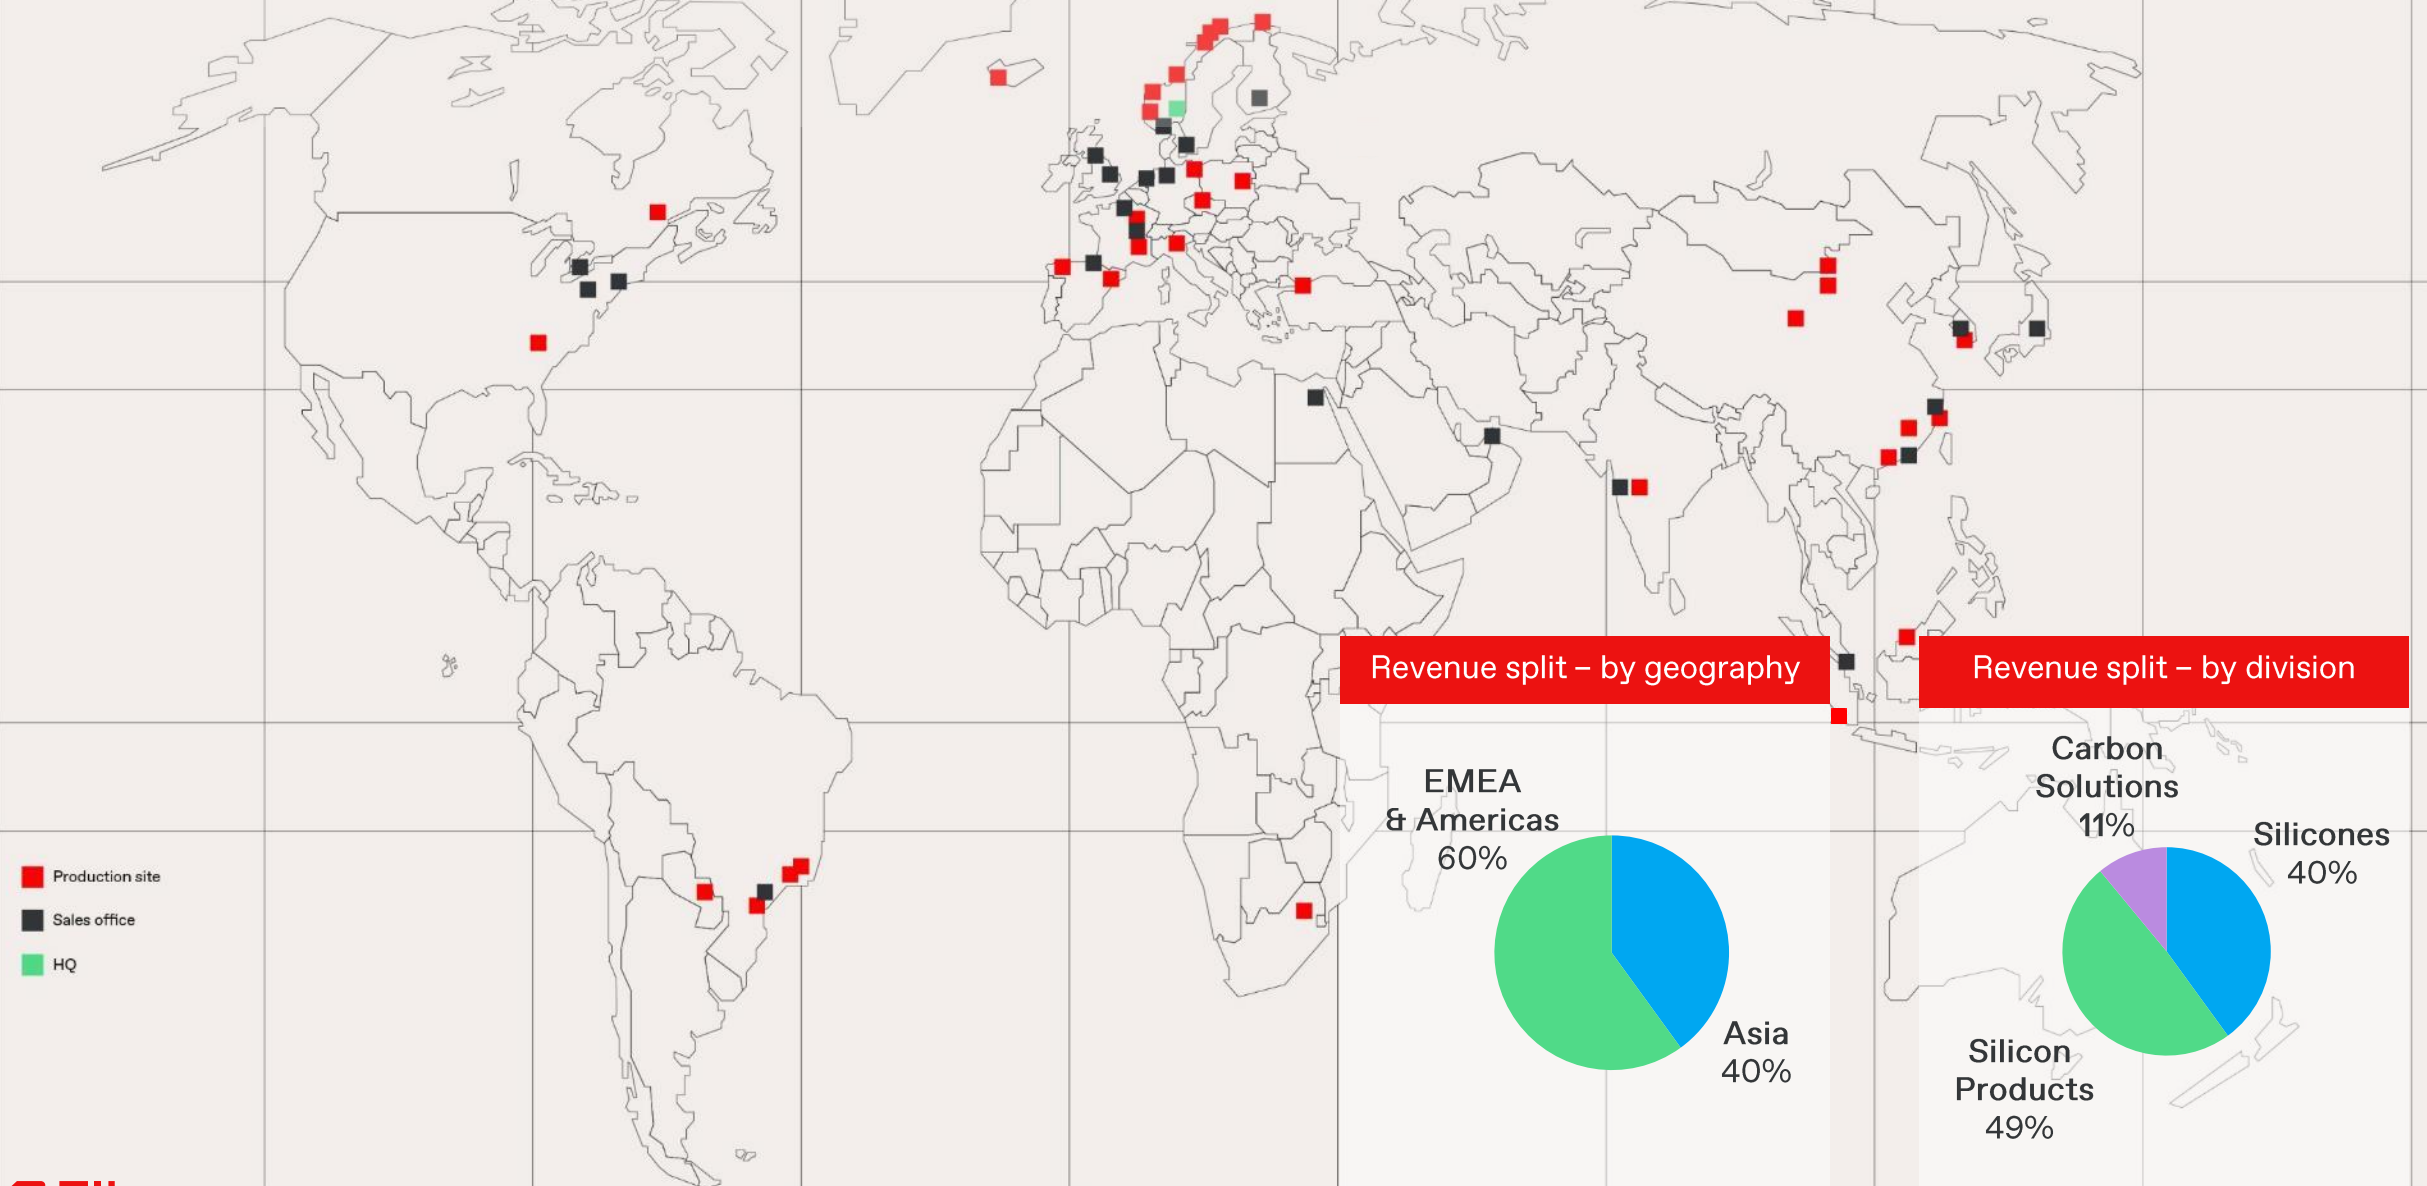 Revenue split – by geography
Revenue split – by division
EMEA
& Americas
60%
Asia
40%
Carbon
Solutions
11%
Silicones
40%
Silicon
Products
49%
Production site
Sales office
HQ